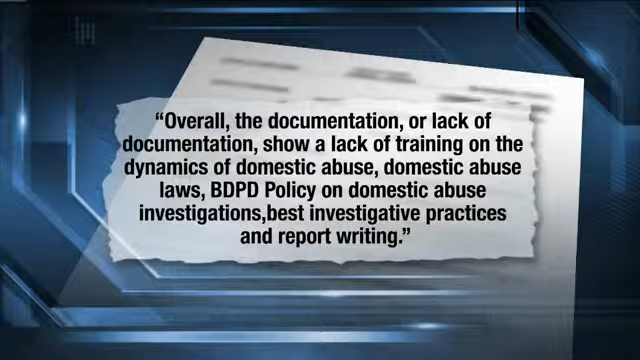 “Overall, the documentation, or lack of
documentation, show a lack of training on the
dynamics of domestic abuse, domestic abuse
laws, BDPD Policy on domestic abuse
investigations,best investigative practices
and report writing.”